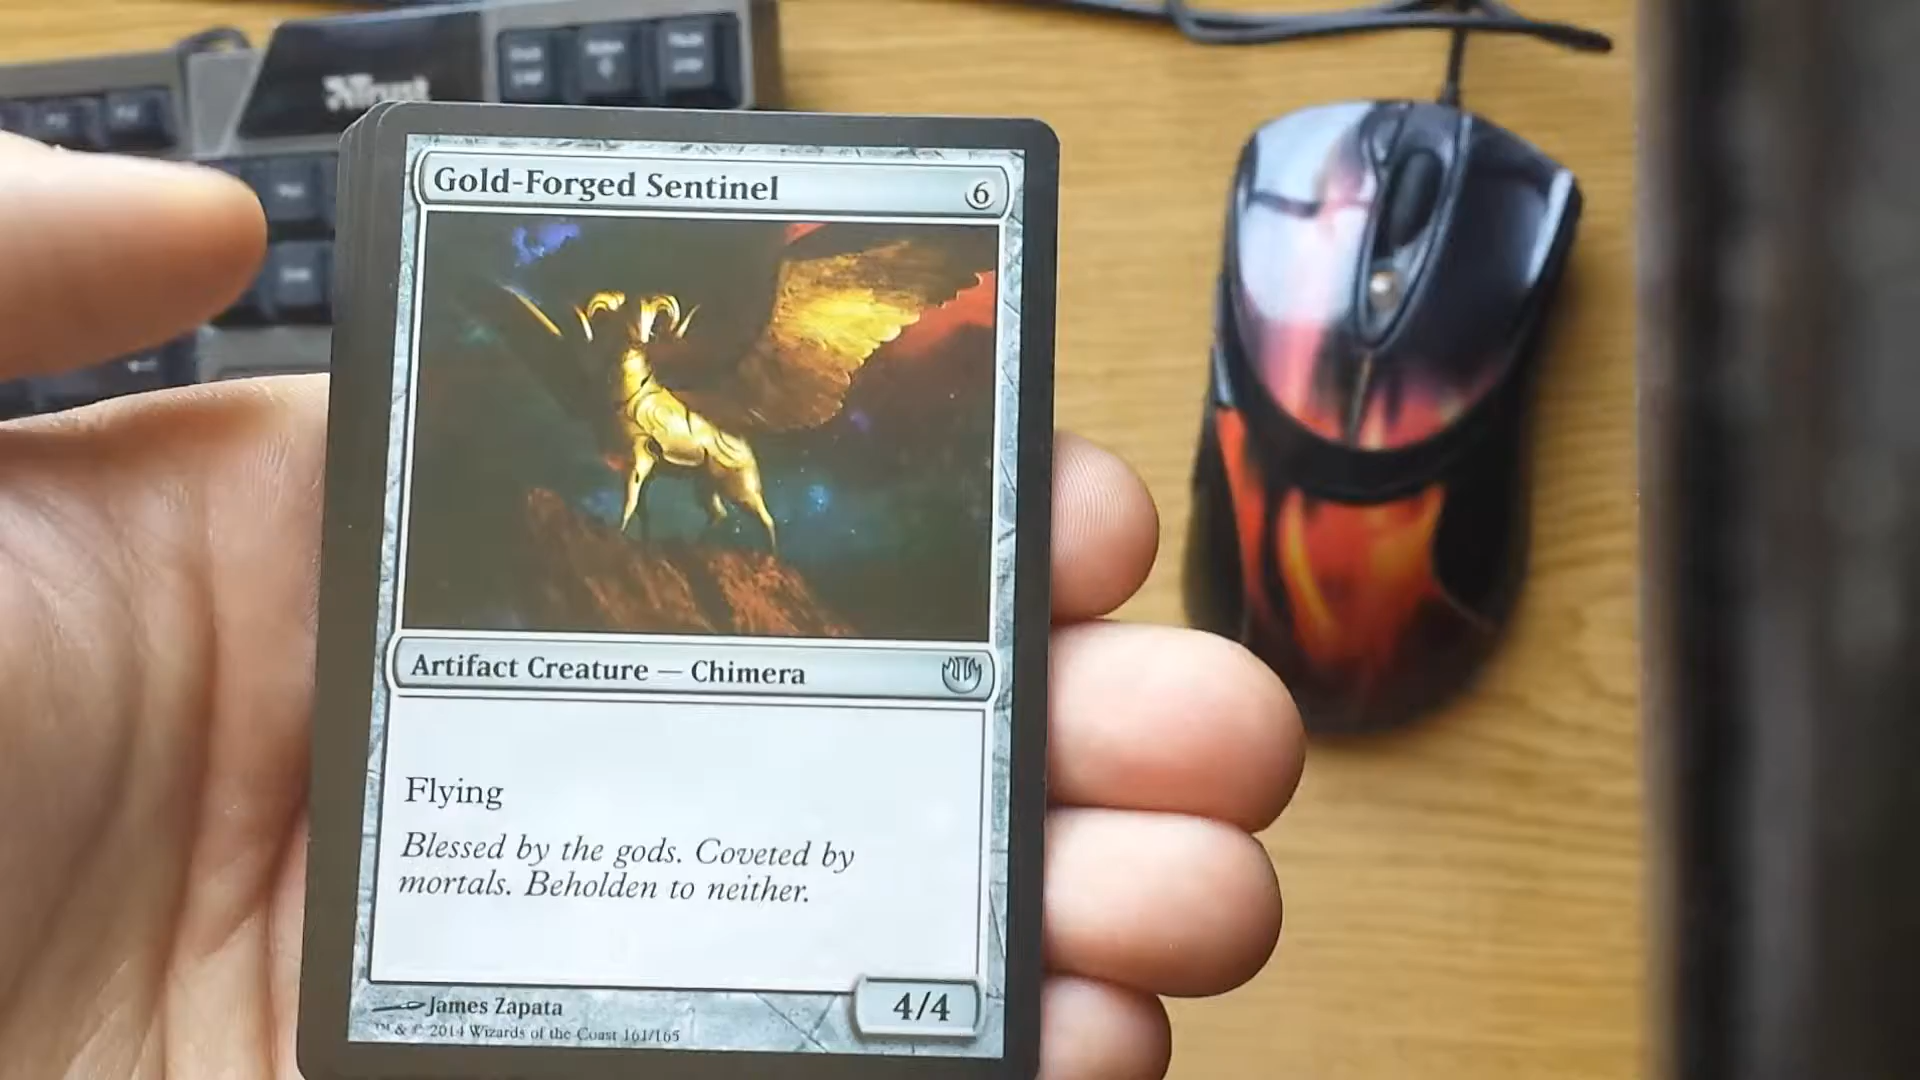 Trust
Gold-Forged Sentinel
6
Artifact Creature — Chimera
Flying
Blessed by the gods. Coveted by
mortals. Beholden to neither.
4/4
James Zapata
™ & © 2014 Wizards of the Coast 161/165